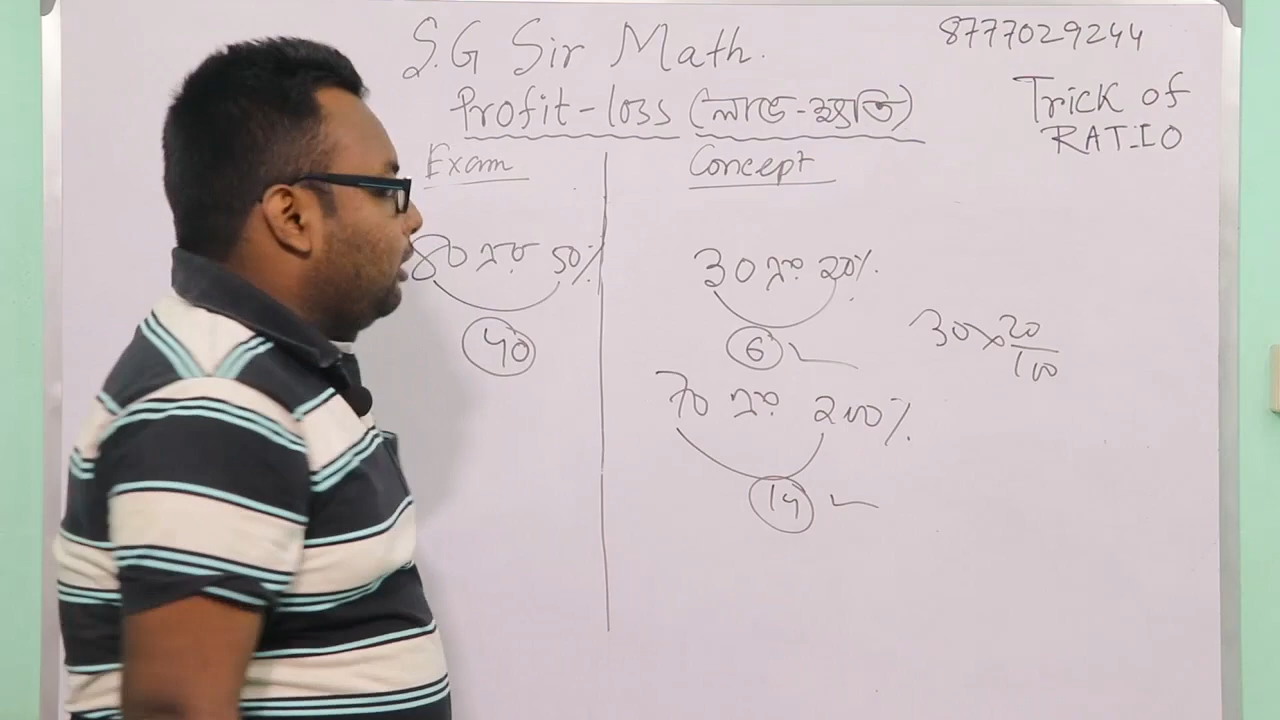 S.G Sir Math.
8777029244
Profit-loss (লাভ-ক্ষতি)
Trick of
RATIO
Exam
Concept
80 এর 50%
40
30 এর 20%.
6
30×20/100
70 এর 200%.
14